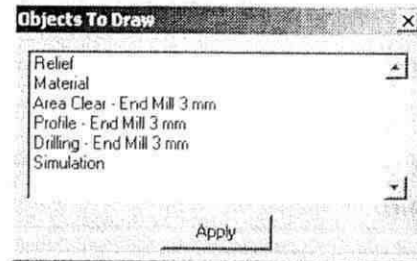 Objects To Draw
Relief
Material
Area Clear - End Mill 3 mm
Profile - End Mill 3 mm
Drilling - End Mill 3 mm
Simulation
Apply